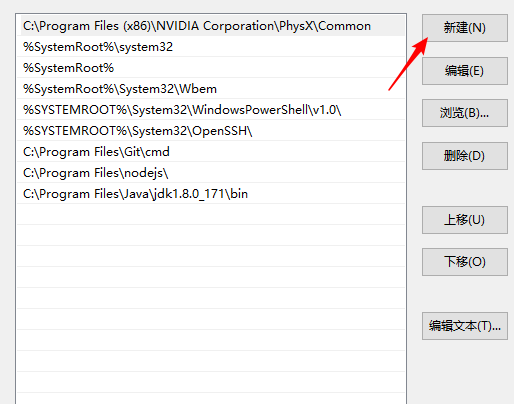 C:\Program Files (x86)\NVIDIA Corporation\PhysX\Common
%SystemRoot%\system32
%SystemRoot%
%SystemRoot%\System32\Wbem
%SYSTEMROOT%\System32\WindowsPowerShell\v1.0\
%SYSTEMROOT%\System32\OpenSSH\
C:\Program Files\Git\cmd
C:\Program Files\nodejs\
C:\Program Files\Java\jdk1.8.0_171\bin
新建(N)
编辑(E)
浏览(B)...
删除(D)
上移(U)
下移(O)
编辑文本(T)...